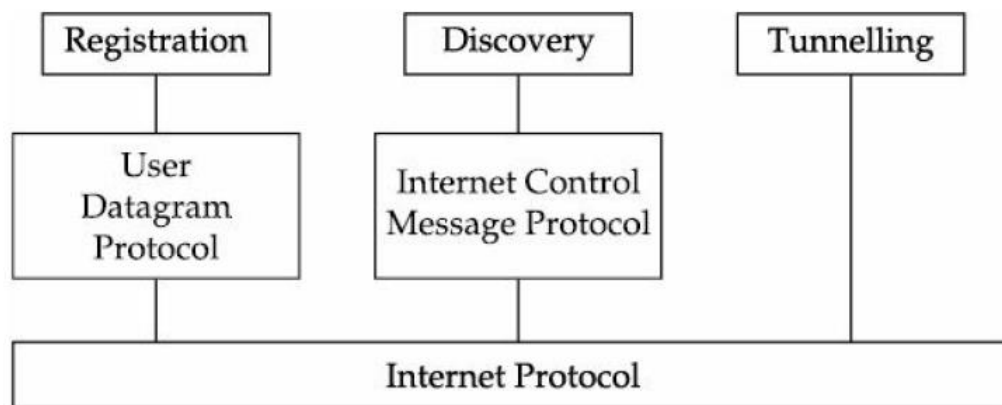 Registration
Discovery
Tunnelling
User
Datagram
Protocol
Internet Control
Message Protocol
Internet Protocol